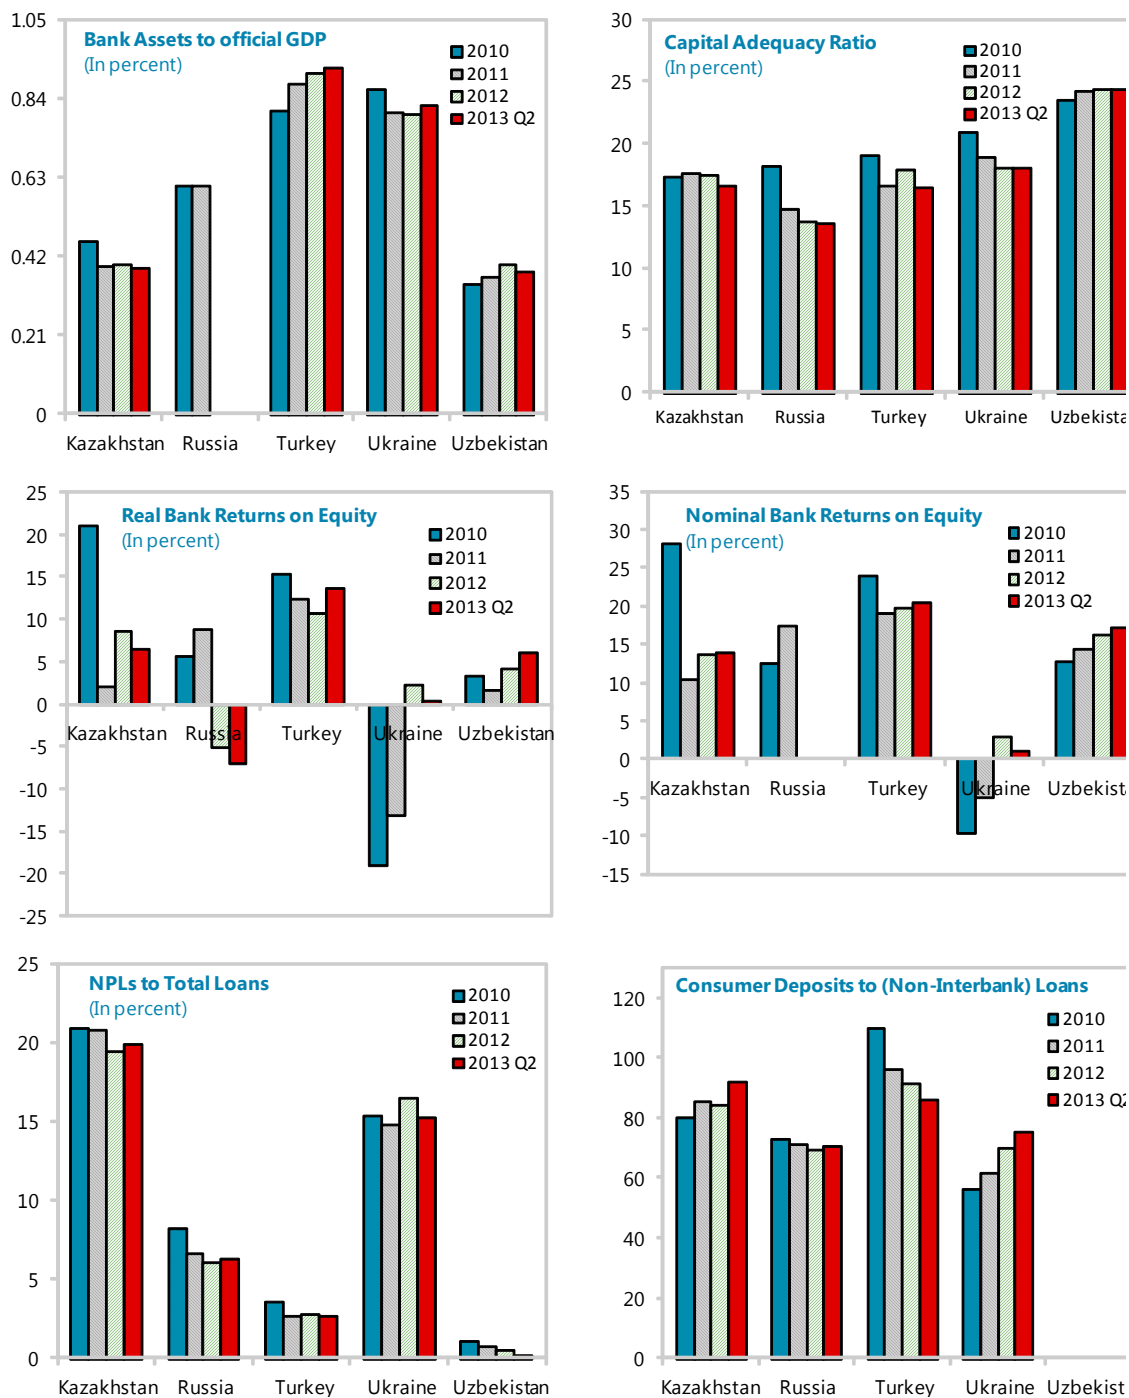 Bank Assets to official GDP
(In percent)
2010
2011
2012
2013 Q2
1.05
0.84
0.63
0.42
0.21
0
Kazakhstan Russia Turkey Ukraine Uzbekistan
Capital Adequacy Ratio
(In percent)
2010
2011
2012
2013 Q2
30
25
20
15
10
5
0
Kazakhstan Russia Turkey Ukraine Uzbekista
Real Bank Returns on Equity
(In percent)
2010
2011
2012
2013 Q2
25
20
15
10
5
0
-5
-10
-15
-20
-25
Kazakhstan Russia Turkey Ukraine Uzbekistan
Nominal Bank Returns on Equity
(In percent)
2010
2011
2012
2013 Q2
35
30
25
20
15
10
5
0
-5
-10
-15
Kazakhstan Russia Turkey Ukraine Uzbekista
NPLs to Total Loans
(In percent)
2010
2011
2012
2013 Q2
25
20
15
10
5
0
Kazakhstan Russia Turkey Ukraine Uzbekistan
Consumer Deposits to (Non-Interbank) Loans
2010
2011
2012
2013 Q2
120
100
80
60
40
20
0
Kazakhstan Russia Turkey Ukraine Uzbekist